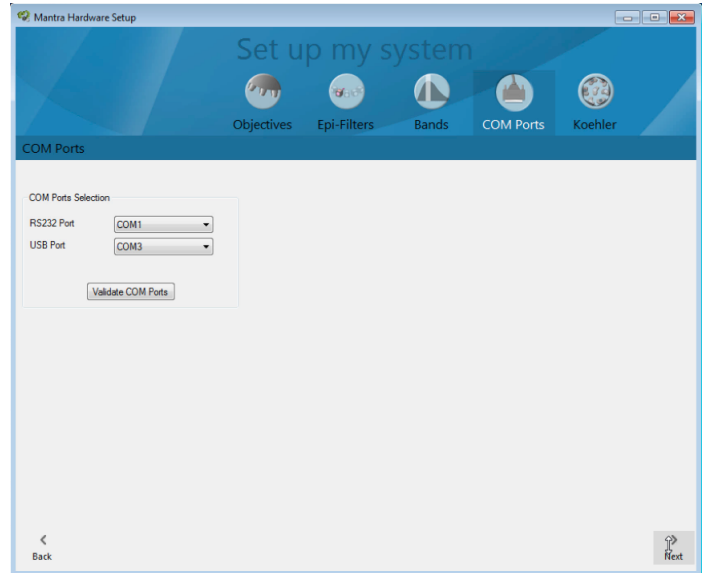 Mantra Hardware Setup
Set up my system
Objectives Epi-Filters Bands COM Ports Koehler
COM Ports
COM Ports Selection
RS232 Port COM1
USB Port COM3
Validate COM Ports
Back Next